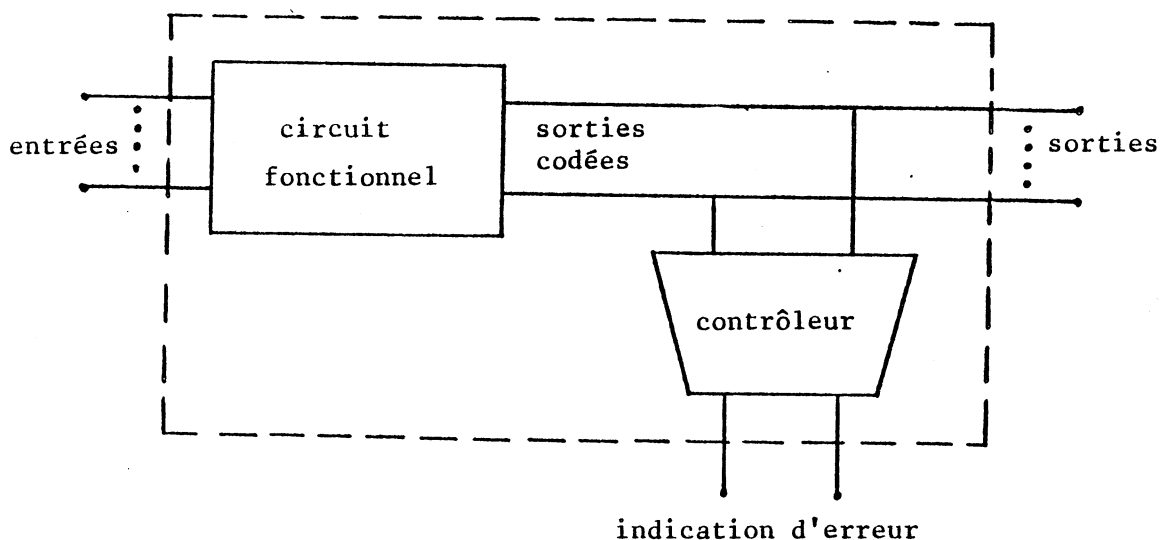 circuit
fonctionnel
entrées
sorties
codées
sorties
contrôleur
indication d'erreur